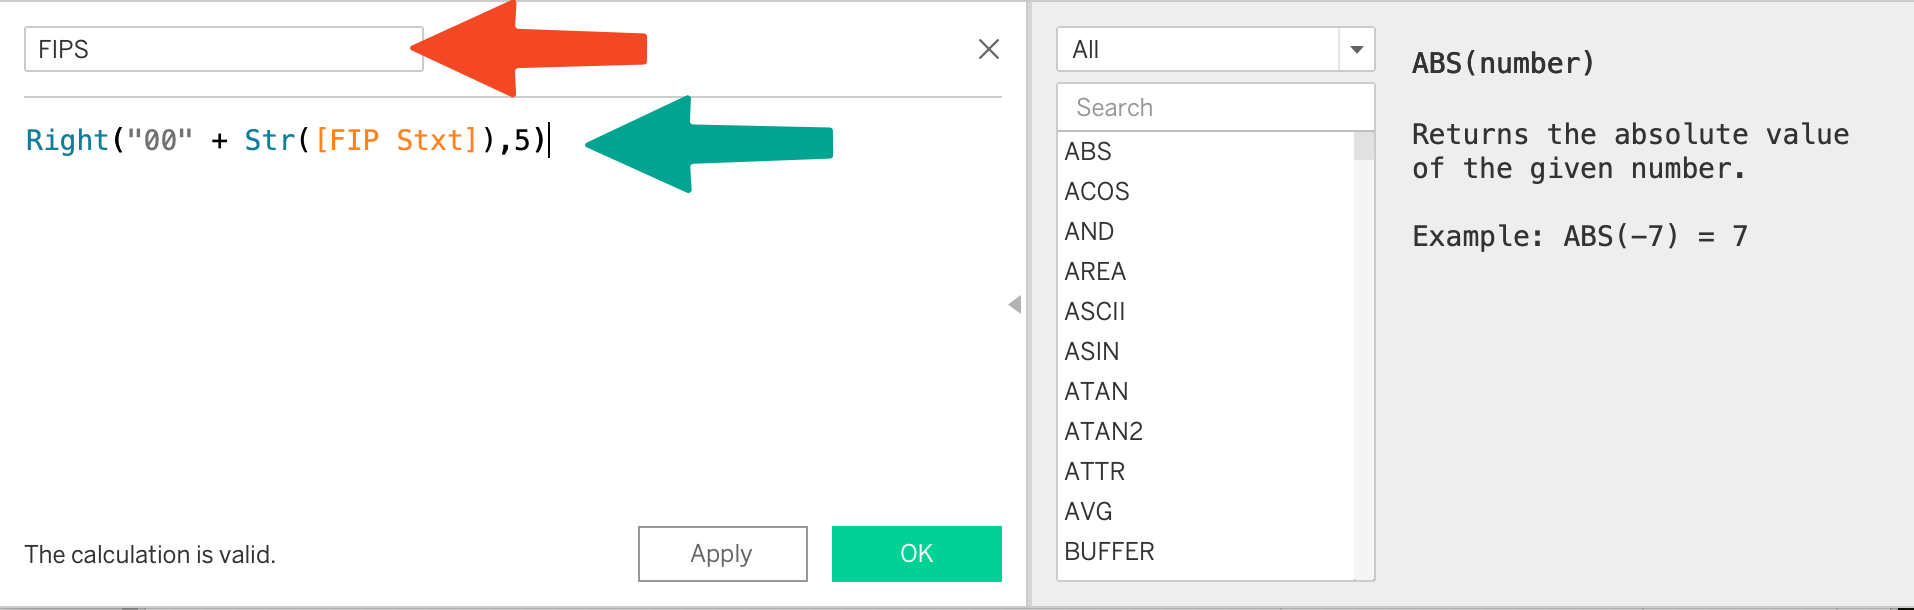 FIPS
Right("00" + Str([FIP Stxt]),5)
The calculation is valid.
Apply
OK
All
Search
ABS
ACOS
AND
AREA
ASCII
ASIN
ATAN
ATAN2
ATTR
AVG
BUFFER
ABS(number)
Returns the absolute value
of the given number.
Example: ABS(-7) = 7